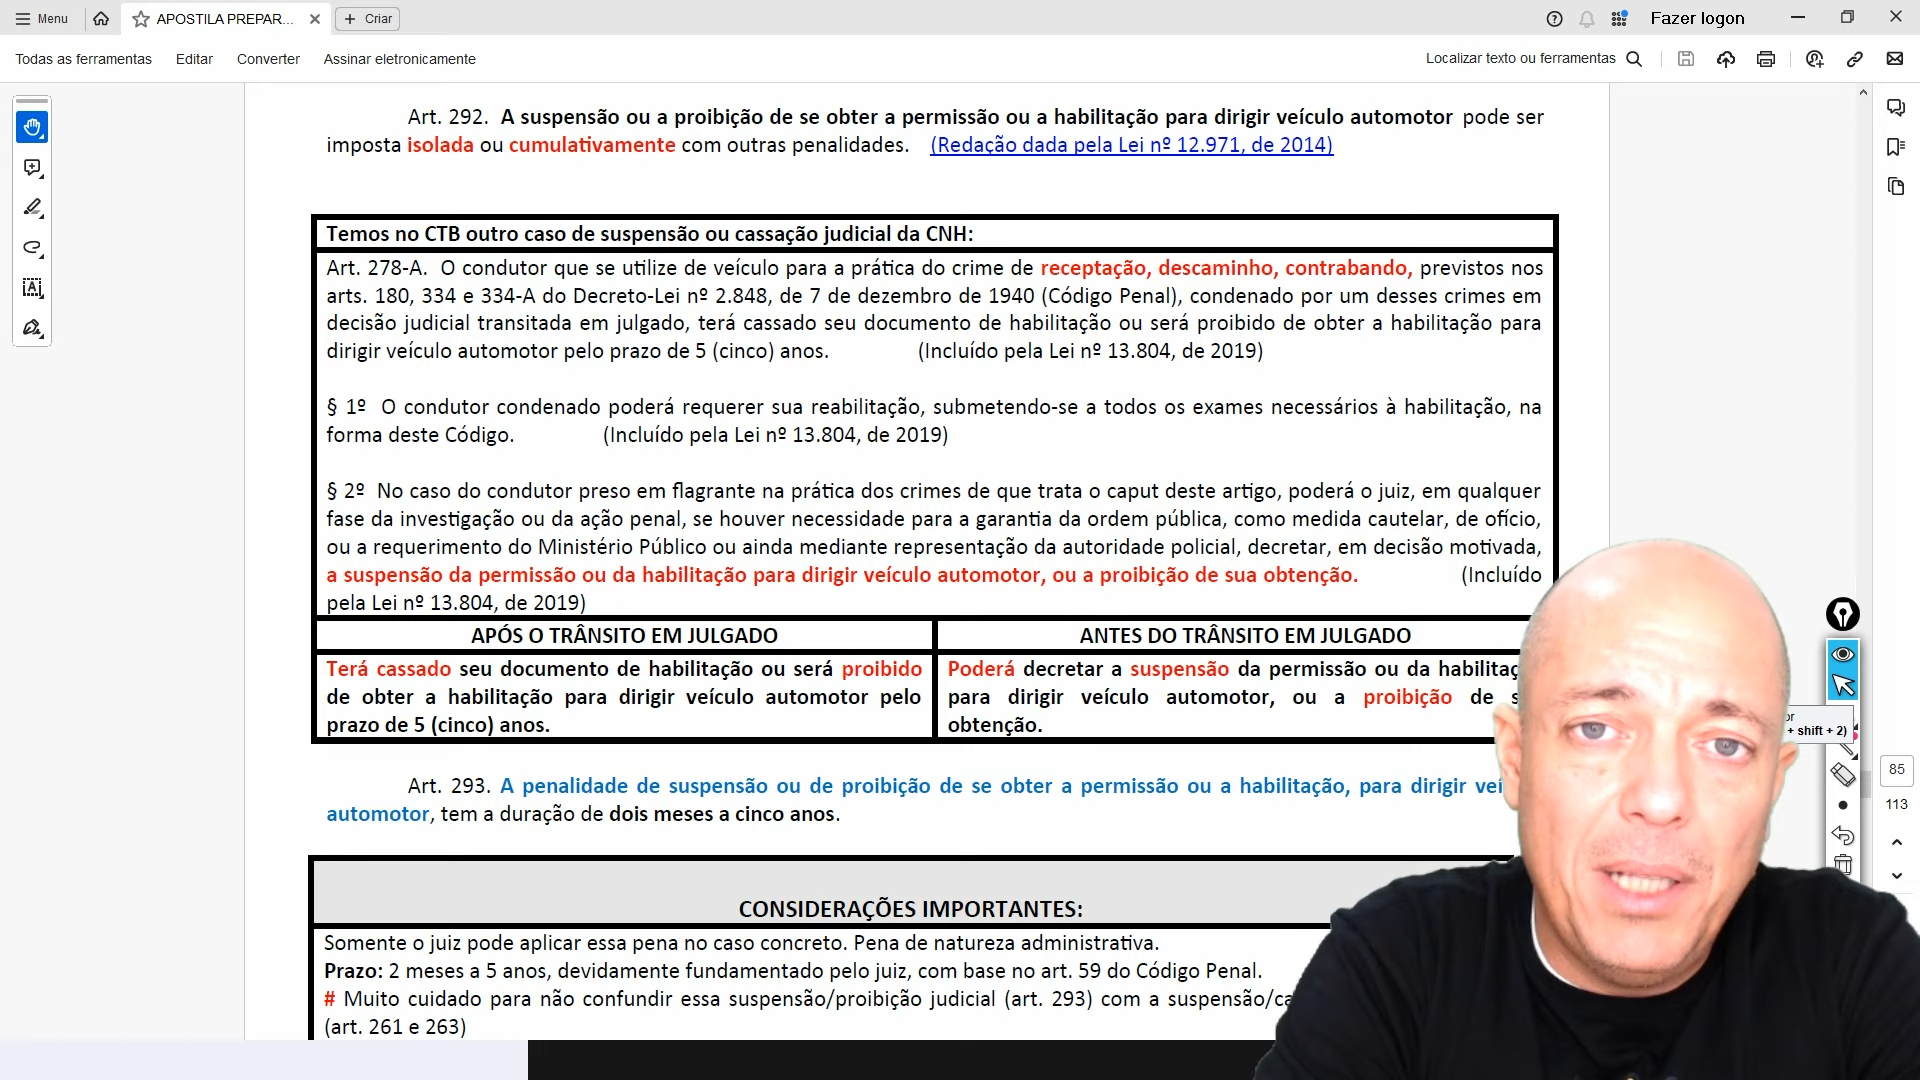 Menu
APOSTILA PREPAR...
Criar
Fazer logon
Todas as ferramentas
Editar
Converter
Assinar eletronicamente
Localizar texto ou ferramentas
Art. 292. A suspensão ou a proibição de se obter a permissão ou a habilitação para dirigir veículo automotor pode ser
imposta isolada ou cumulativamente com outras penalidades. (Redação dada pela Lei nº 12.971, de 2014)
Temos no CTB outro caso de suspensão ou cassação judicial da CNH:
Art. 278-A. O condutor que se utilize de veículo para a prática do crime de receptação, descaminho, contrabando, previstos nos
arts. 180, 334 e 334-A do Decreto-Lei nº 2.848, de 7 de dezembro de 1940 (Código Penal), condenado por um desses crimes em
decisão judicial transitada em julgado, terá cassado seu documento de habilitação ou será proibido de obter a habilitação para
dirigir veículo automotor pelo prazo de 5 (cinco) anos. (Incluído pela Lei nº 13.804, de 2019)
§ 1º O condutor condenado poderá requerer sua reabilitação, submetendo-se a todos os exames necessários à habilitação, na
forma deste Código. (Incluído pela Lei nº 13.804, de 2019)
§ 2º No caso do condutor preso em flagrante na prática dos crimes de que trata o caput deste artigo, poderá o juiz, em qualquer
fase da investigação ou da ação penal, se houver necessidade para a garantia da ordem pública, como medida cautelar, de ofício,
ou a requerimento do Ministério Público ou ainda mediante representação da autoridade policial, decretar, em decisão motivada,
a suspensão da permissão ou da habilitação para dirigir veículo automotor, ou a proibição de sua obtenção. (Incluído
pela Lei nº 13.804, de 2019)
APÓS O TRÂNSITO EM JULGADO
Terá cassado seu documento de habilitação ou será proibido
de obter a habilitação para dirigir veículo automotor pelo
prazo de 5 (cinco) anos.
ANTES DO TRÂNSITO EM JULGADO
Poderá decretar a suspensão da permissão ou da
para dirigir veículo automotor, ou a proibição de
obtenção.
+ shift + 2)
85
113
Art. 293. A penalidade de suspensão ou de proibição de se obter a permissão ou a habilitação, para dirigir
automotor, tem a duração de dois meses a cinco anos.
CONSIDERAÇÕES IMPORTANTES:
Somente o juiz pode aplicar essa pena no caso concreto. Pena de natureza administrativa.
Prazo: 2 meses a 5 anos, devidamente fundamentado pelo juiz, com base no art. 59 do Código Penal.
# Muito cuidado para não confundir essa suspensão/proibição judicial (art. 293) com a
(art. 261 e 263)